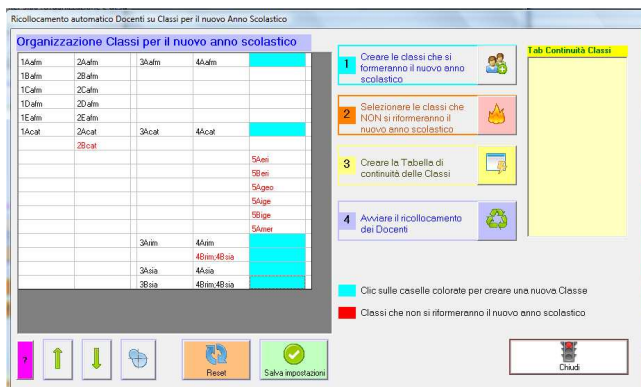 Ricollocamento automatico Docenti su Classi per il nuovo Anno Scolastico
Organizzazione Classi per il nuovo anno scolastico
1Aafm 2Aafm 3Aafm 4Aafm
1Bafm 2Bafm
1Cafm 2Cafm
1Dafm 2Dafm
1Eafm 2Eafm
1Acat 2Acat 3Acat 4Acat
2Bcat
5Aeri
5Beri
5Ageo
5Aige
5Bige
5Amer
3Arim 4Arim
4Brim;4Bsia
3Asia 4Asia
3Bsia 4Brim;4Bsia
1 Creare le classi che si
formeranno il nuovo anno
scolastico
2 Selezionare le classi che
NON si riformeranno il
nuovo anno scolastico
3 Creare la Tabella di
continuità delle Classi
4 Avviare il ricollocamento
dei Docenti
Tab Continuità Classi
Clic sulle caselle colorate per creare una nuova Classe
Classi che non si riformeranno il nuovo anno scolastico
?
Reset
Salva impostazioni
Chiudi